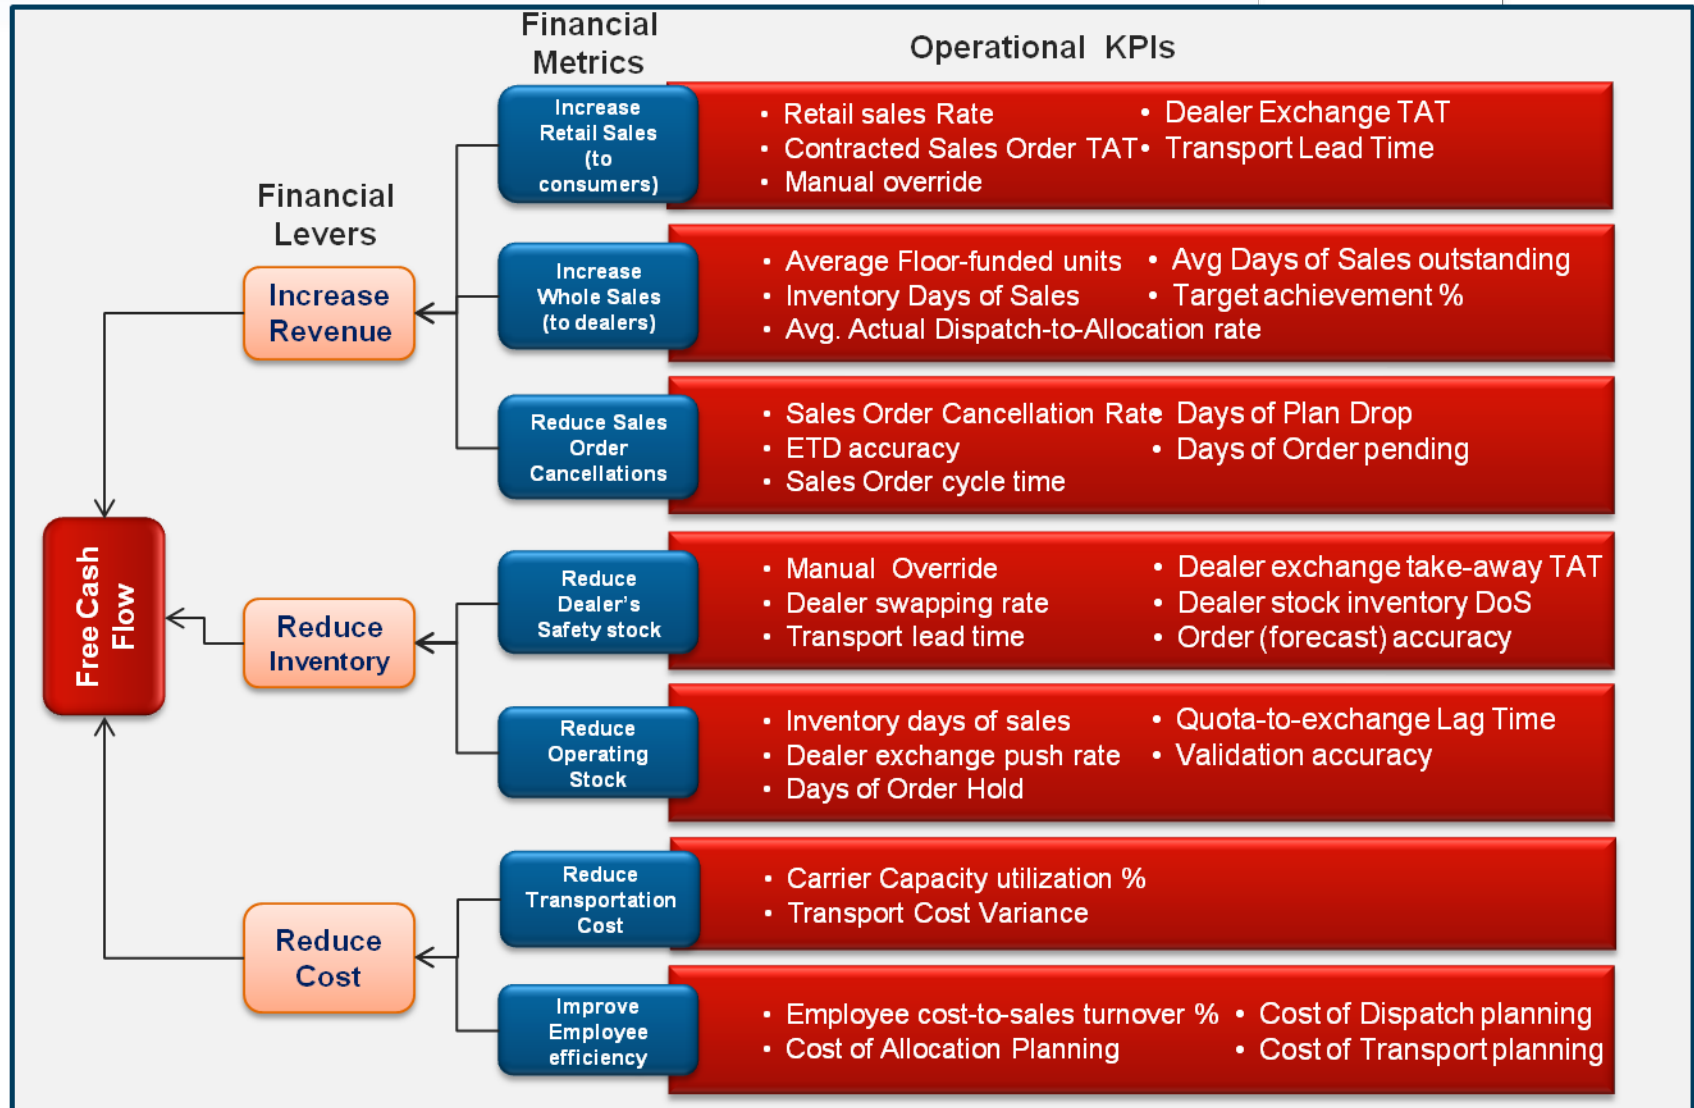 Financial
Metrics
Operational KPIs
Financial
Levers
Free Cash
Flow
Increase
Revenue
Increase
Retail Sales
(to
consumers)
• Retail sales Rate
• Contracted Sales Order TAT
• Manual override
• Dealer Exchange TAT
• Transport Lead Time
Increase
Whole Sales
(to dealers)
• Average Floor-funded units
• Inventory Days of Sales
• Avg. Actual Dispatch-to-Allocation rate
• Avg Days of Sales outstanding
• Target achievement %
Reduce Sales
Order
Cancellations
• Sales Order Cancellation Rate
• ETD accuracy
• Sales Order cycle time
• Days of Plan Drop
• Days of Order pending
Reduce
Inventory
Reduce
Dealer's
Safety stock
• Manual Override
• Dealer swapping rate
• Transport lead time
• Dealer exchange take-away TAT
• Dealer stock inventory DoS
• Order (forecast) accuracy
Reduce
Operating
Stock
• Inventory days of sales
• Dealer exchange push rate
• Days of Order Hold
• Quota-to-exchange Lag Time
• Validation accuracy
Reduce
Cost
Reduce
Transportation
Cost
• Carrier Capacity utilization %
• Transport Cost Variance
Improve
Employee
efficiency
• Employee cost-to-sales turnover %
• Cost of Allocation Planning
• Cost of Dispatch planning
• Cost of Transport planning